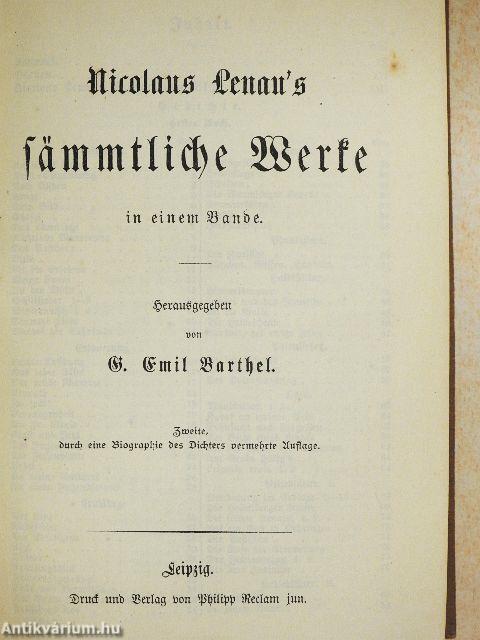 Nicolaus Lenau's
sämmtliche Werke
in einem Bande.
Herausgegeben
von
G. Emil Barthel.
Zweite,
durch eine Biographie des Dichters vermehrte Auflage.
Leipzig.
Druck und Verlag von Philipp Reclam jun.
Antikvárium.hu